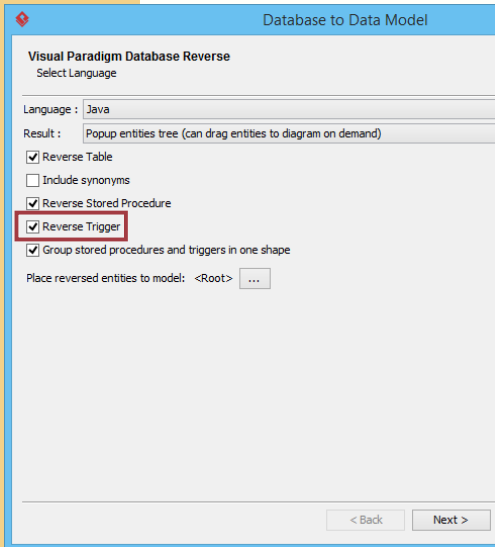 Database to Data Model
Visual Paradigm Database Reverse
Select Language
Language : Java
Result : Popup entities tree (can drag entities to diagram on demand)
Reverse Table
Include synonyms
Reverse Stored Procedure
Reverse Trigger
Group stored procedures and triggers in one shape
Place reversed entities to model: <Root> ...
< Back Next >